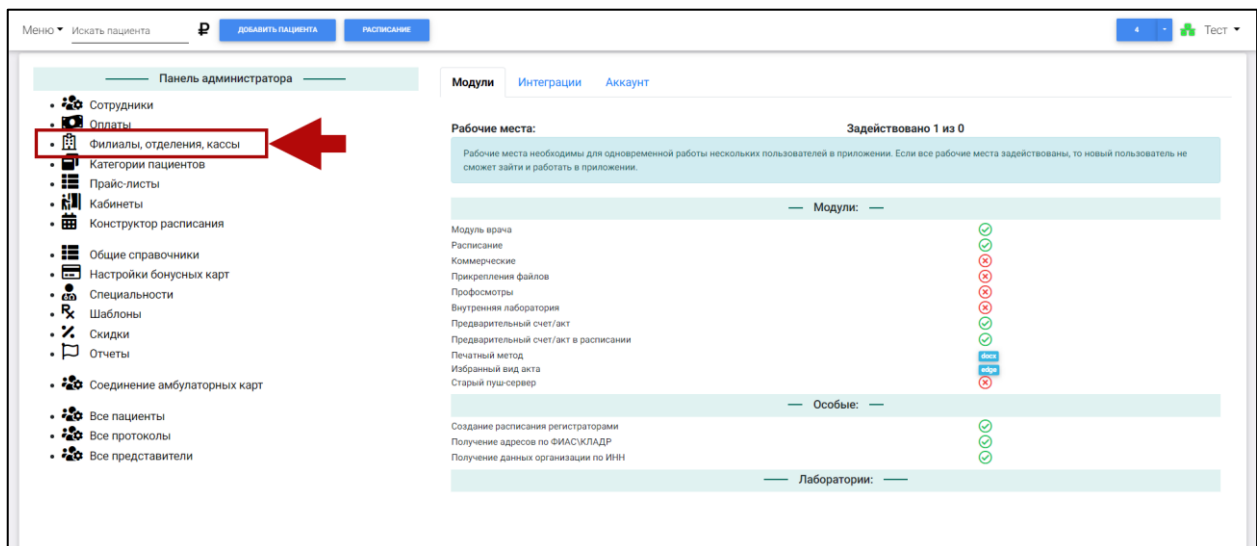 Меню Искать пациента ₽ ДОБАВИТЬ ПАЦИЕНТА РАСПИСАНИЕ 4 Тест
Панель администратора
Сотрудники
Оплаты
Филиалы, отделения, кассы
Категории пациентов
Прайс-листы
Кабинеты
Конструктор расписания
Общие справочники
Настройки бонусных карт
Специальности
Шаблоны
Скидки
Отчеты
Соединение амбулаторных карт
Все пациенты
Все протоколы
Все представители
Модули Интеграции Аккаунт
Рабочие места: Задействовано 1 из 0
Рабочие места необходимы для одновременной работы нескольких пользователей в приложении. Если все рабочие места задействованы, то новый пользователь не
сможет зайти и работать в приложении.
Модули:
Модуль врача
Расписание
Коммерческие
Прикрепления файлов
Профосмотры
Внутренняя лаборатория
Предварительный счет/акт
Предварительный счет/акт в расписании
Печатный метод docx
Избранный вид акта edge
Старый пуш-сервер
Особые:
Создание расписания регистраторами
Получение адресов по ФИАС\КЛАДР
Получение данных организации по ИНН
Лаборатории: